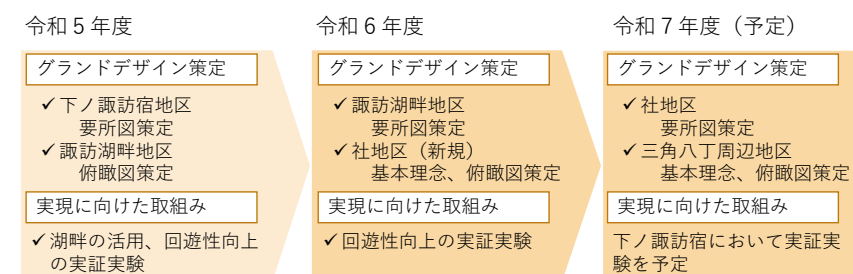 令和５年度
グランドデザイン策定
✓下ノ諏訪宿地区
要所図策定
✓諏訪湖畔地区
俯瞰図策定
実現に向けた取組み
✓湖畔の活用、回遊性向上
の実証実験
令和６年度
グランドデザイン策定
✓諏訪湖畔地区
要所図策定
✓社地区（新規）
基本理念、俯瞰図策定
実現に向けた取組み
✓回遊性向上の実証実験
令和７年度（予定）
グランドデザイン策定
✓社地区
要所図策定
✓三角八丁周辺地区
基本理念、俯瞰図策定
実現に向けた取組み
下ノ諏訪宿において実証実
験を予定